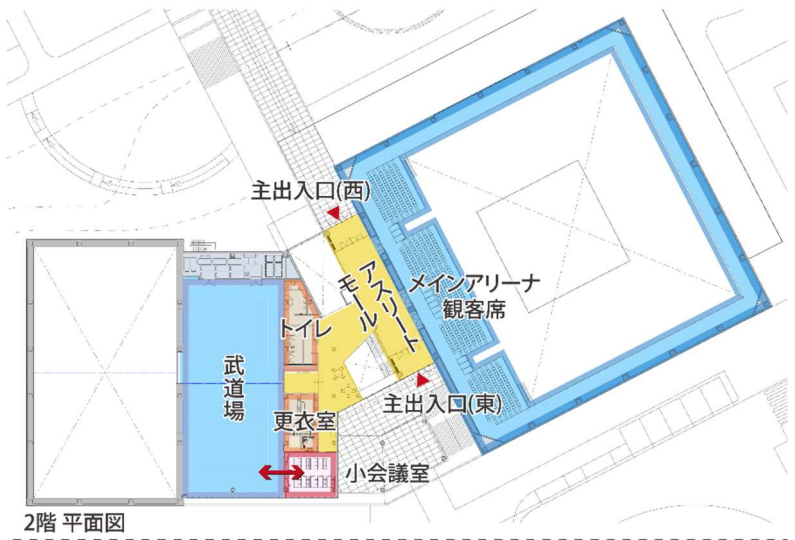 主出入口(西)
アスリート
モール
メインアリーナ
観客席
トイレ
武道場
主出入口(東)
更衣室
小会議室
2階 平面図